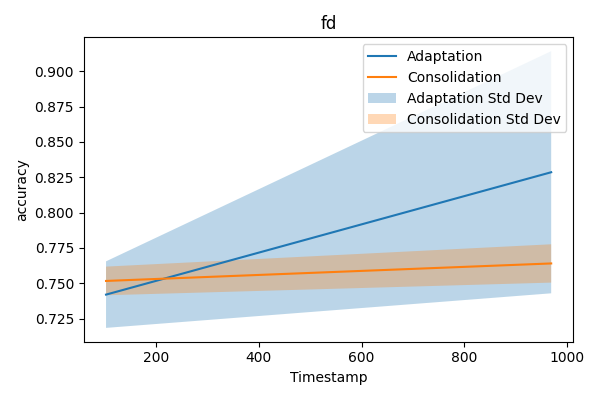 fd
Adaptation
Consolidation
Adaptation Std Dev
Consolidation Std Dev
0.900
0.875
0.850
0.825
0.800
0.775
0.750
0.725
accuracy
200
400
600
800
1000
Timestamp